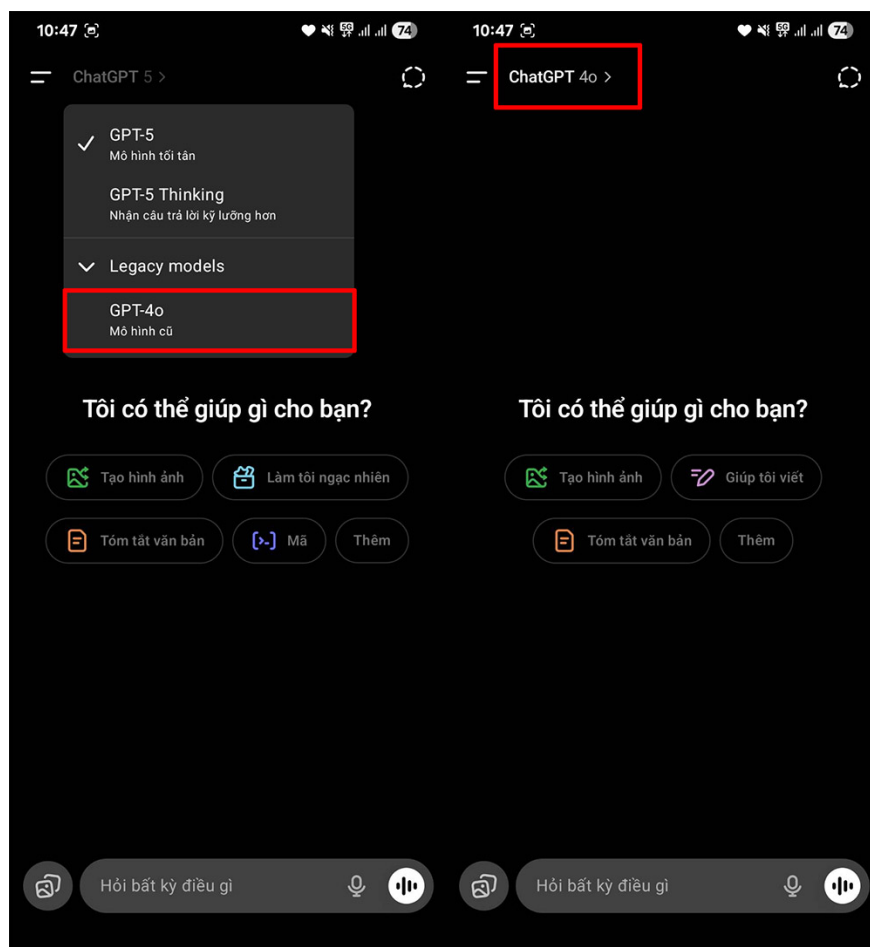 10:47
74
ChatGPT 5 >
GPT-5
Mô hình tối tân
GPT-5 Thinking
Nhận câu trả lời kỹ lưỡng hơn
Legacy models
GPT-4o
Mô hình cũ
Tôi có thể giúp gì cho bạn?
Tạo hình ảnh
Làm tôi ngạc nhiên
Tóm tắt văn bản
Mã
Thêm
Hỏi bất kỳ điều gì
10:47
5G
74
ChatGPT 4o >
Tôi có thể giúp gì cho bạn?
Tạo hình ảnh
Giúp tôi viết
Tóm tắt văn bản
Thêm
Hỏi bất kỳ điều gì